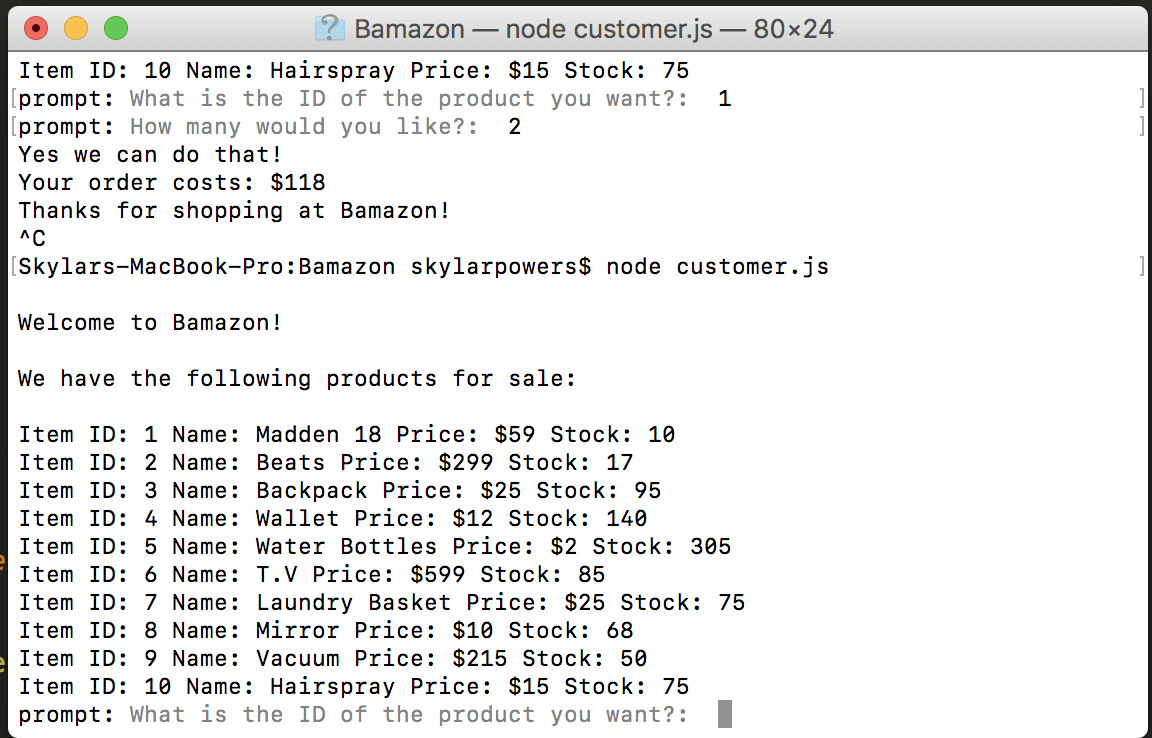 Bamazon — node customer.js — 80×24
Item ID: 10 Name: Hairspray Price: $15 Stock: 75
[prompt: What is the ID of the product you want?:  1 ]
[prompt: How many would you like?:  2 ]
Yes we can do that!
Your order costs: $118
Thanks for shopping at Bamazon!
^C
[Skylars-MacBook-Pro:Bamazon skylarpowers$ node customer.js ]
Welcome to Bamazon!
We have the following products for sale:
Item ID: 1 Name: Madden 18 Price: $59 Stock: 10
Item ID: 2 Name: Beats Price: $299 Stock: 17
Item ID: 3 Name: Backpack Price: $25 Stock: 95
Item ID: 4 Name: Wallet Price: $12 Stock: 140
Item ID: 5 Name: Water Bottles Price: $2 Stock: 305
Item ID: 6 Name: T.V Price: $599 Stock: 85
Item ID: 7 Name: Laundry Basket Price: $25 Stock: 75
Item ID: 8 Name: Mirror Price: $10 Stock: 68
Item ID: 9 Name: Vacuum Price: $215 Stock: 50
Item ID: 10 Name: Hairspray Price: $15 Stock: 75
prompt: What is the ID of the product you want?: